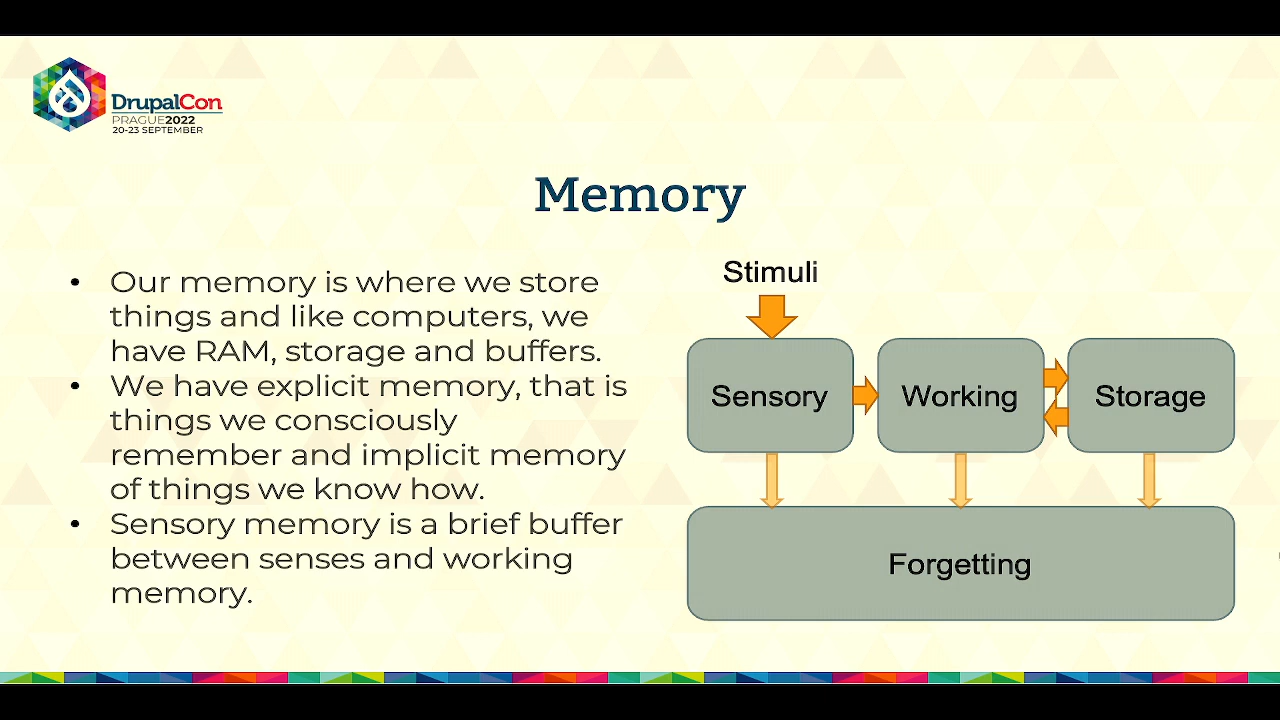 DrupalCon
PRAGUE2022
20-23 SEPTEMBER
Memory
• Our memory is where we store
things and like computers, we
have RAM, storage and buffers.
• We have explicit memory, that is
things we consciously
remember and implicit memory
of things we know how.
• Sensory memory is a brief buffer
between senses and working
memory.
Stimuli
Sensory
Working
Storage
Forgetting